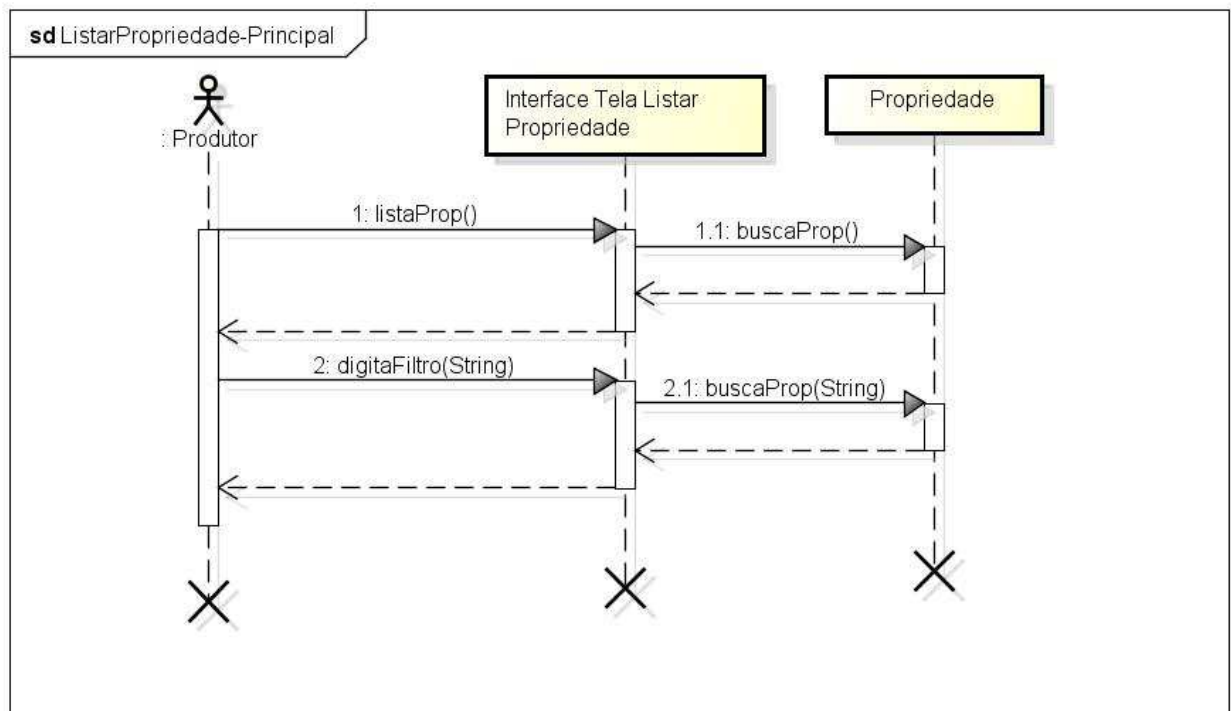 sd ListarPropriedade-Principal
: Produtor
Interface Tela Listar
Propriedade
Propriedade
1: listaProp()
1.1: buscaProp()
2: digitaFiltro(String)
2.1: buscaProp(String)